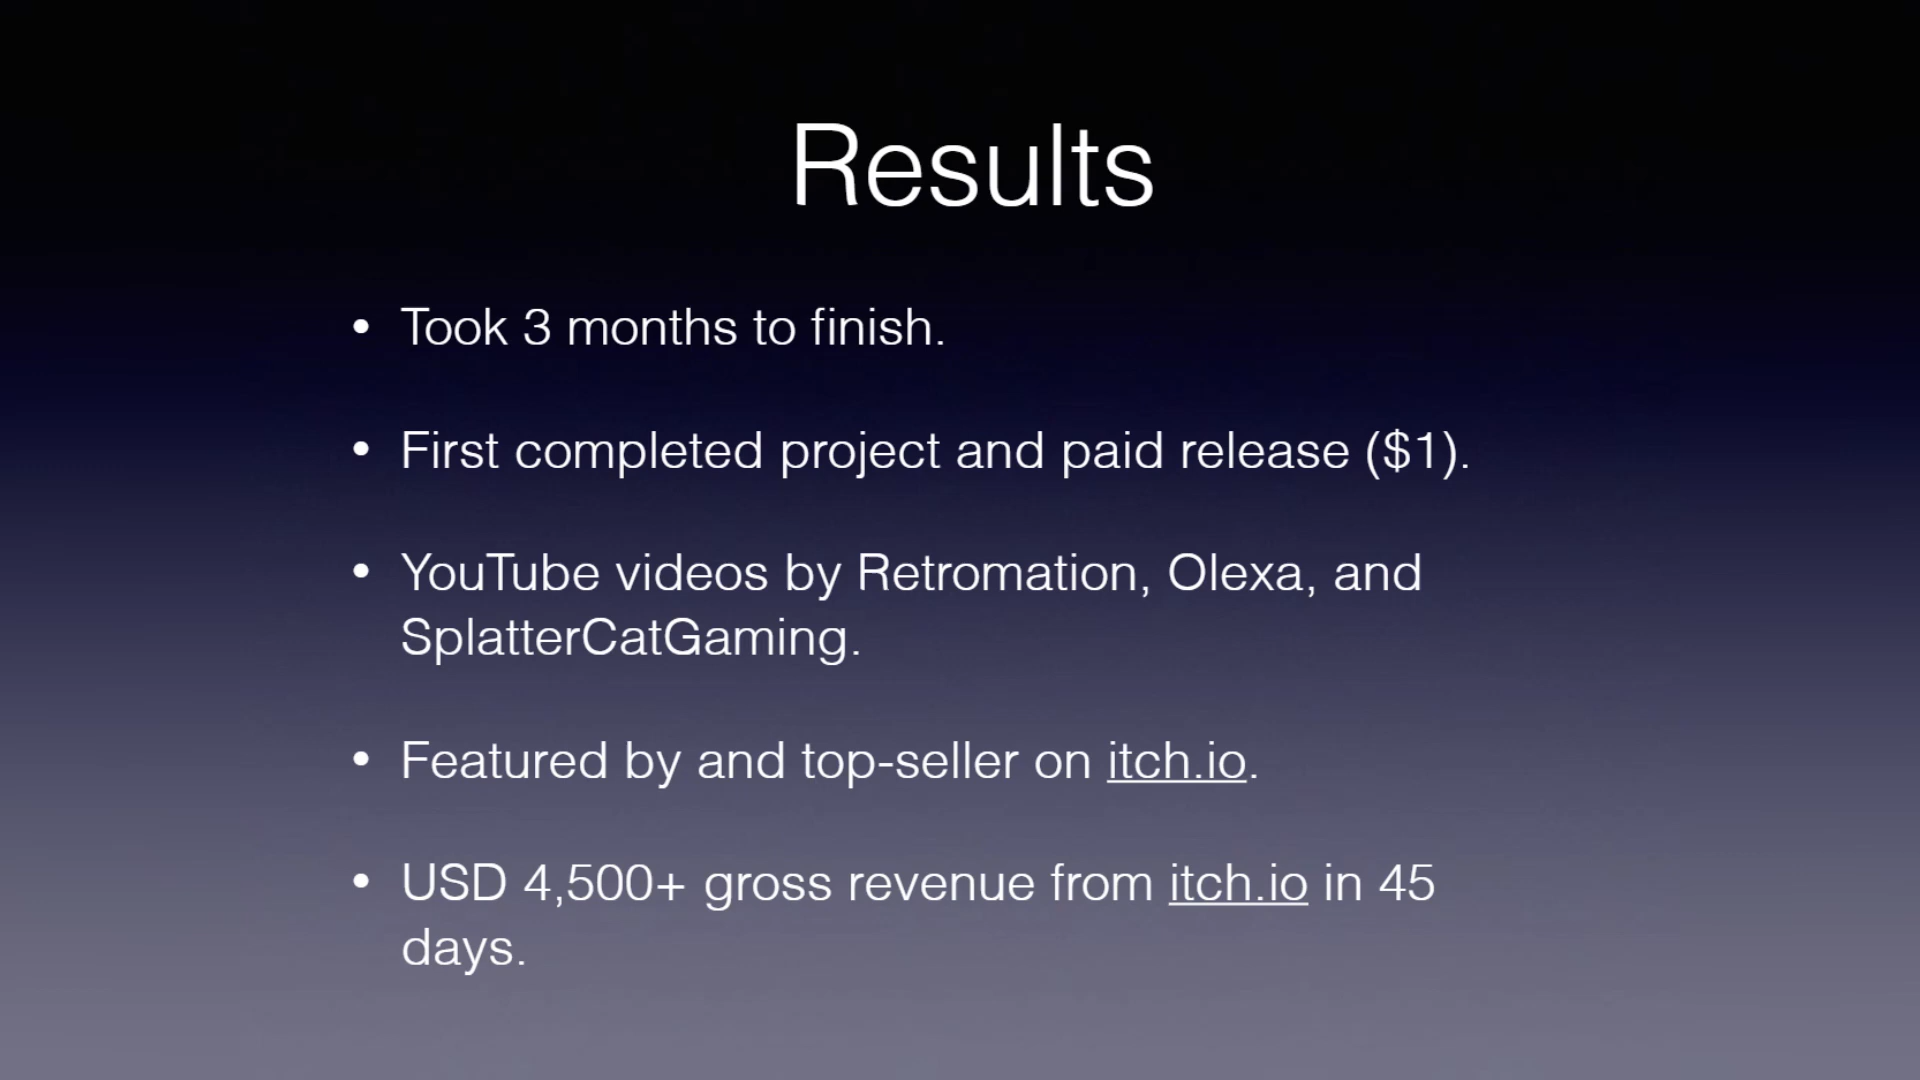 Results
• Took 3 months to finish.
• First completed project and paid release ($1).
• YouTube videos by Retromation, Olexa, and
SplatterCatGaming.
• Featured by and top-seller on itch.io.
• USD 4,500+ gross revenue from itch.io in 45
days.